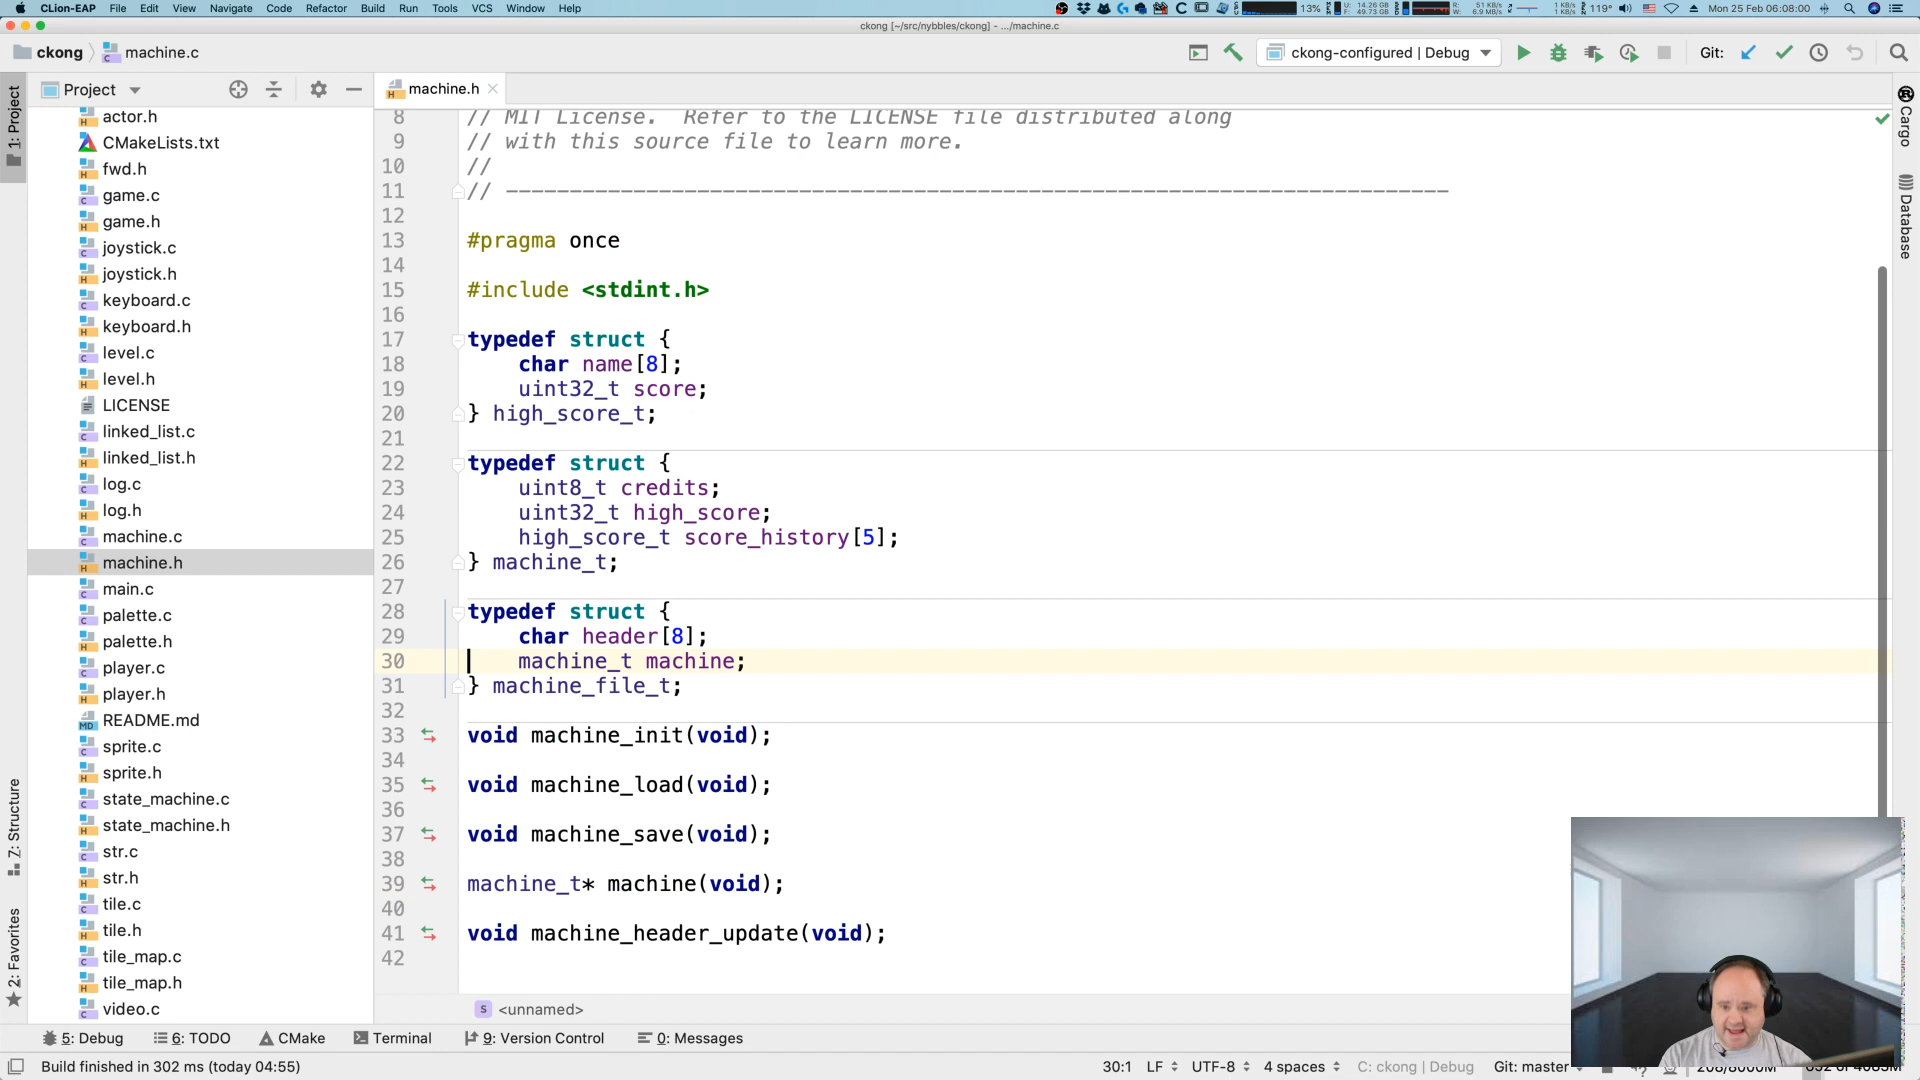 CLion-EAP File Edit View Navigate Code Refactor Build Run Tools VCS Window Help 13% 119° Mon 25 Feb 06:08:00
ckong [~/src/nybbles/ckong] - .../machine.c
ckong machine.c ckong-configured | Debug Git:
Project machine.h
1: Project
Cargo
Database
7: Structure
2: Favorites
actor.h
CMakeLists.txt
fwd.h
game.c
game.h
joystick.c
joystick.h
keyboard.c
keyboard.h
level.c
level.h
LICENSE
linked_list.c
linked_list.h
log.c
log.h
machine.c
machine.h
main.c
palette.c
palette.h
player.c
player.h
README.md
sprite.c
sprite.h
state_machine.c
state_machine.h
str.c
str.h
tile.c
tile.h
tile_map.c
tile_map.h
video.c
8 // MIT License.  Refer to the LICENSE file distributed along
9 // with this source file to learn more.
10 //
11 // --------------------------------------------------------------------------
12
13 #pragma once
14
15 #include <stdint.h>
16
17 typedef struct {
18     char name[8];
19     uint32_t score;
20 } high_score_t;
21
22 typedef struct {
23     uint8_t credits;
24     uint32_t high_score;
25     high_score_t score_history[5];
26 } machine_t;
27
28 typedef struct {
29     char header[8];
30     machine_t machine;
31 } machine_file_t;
32
33 void machine_init(void);
34
35 void machine_load(void);
36
37 void machine_save(void);
38
39 machine_t* machine(void);
40
41 void machine_header_update(void);
42
S <unnamed>
5: Debug 6: TODO CMake Terminal 9: Version Control 0: Messages
Build finished in 302 ms (today 04:55) 30:1 LF UTF-8 4 spaces C: ckong | Debug Git: master